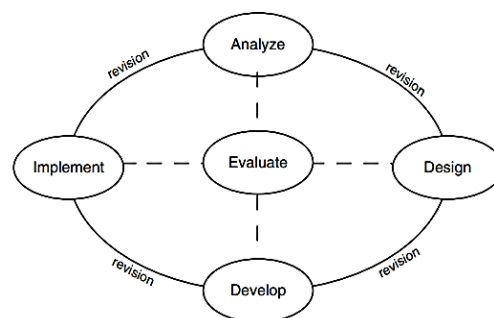 Analyze
revision
revision
Implement
Evaluate
Design
revision
revision
Develop